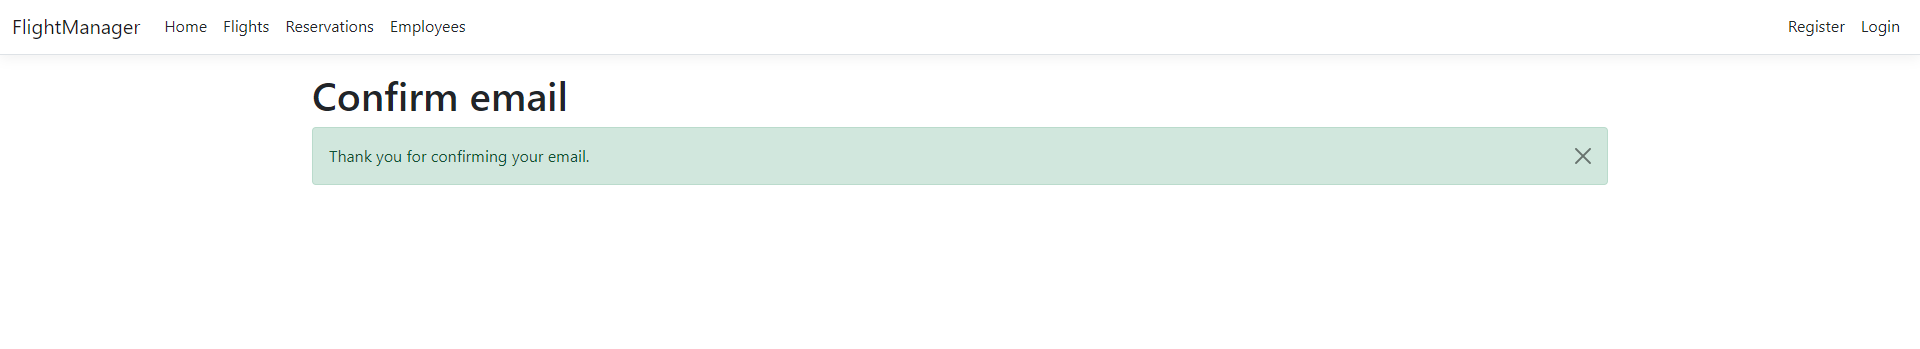 FlightManager Home Flights Reservations Employees Register Login
Confirm email
Thank you for confirming your email.